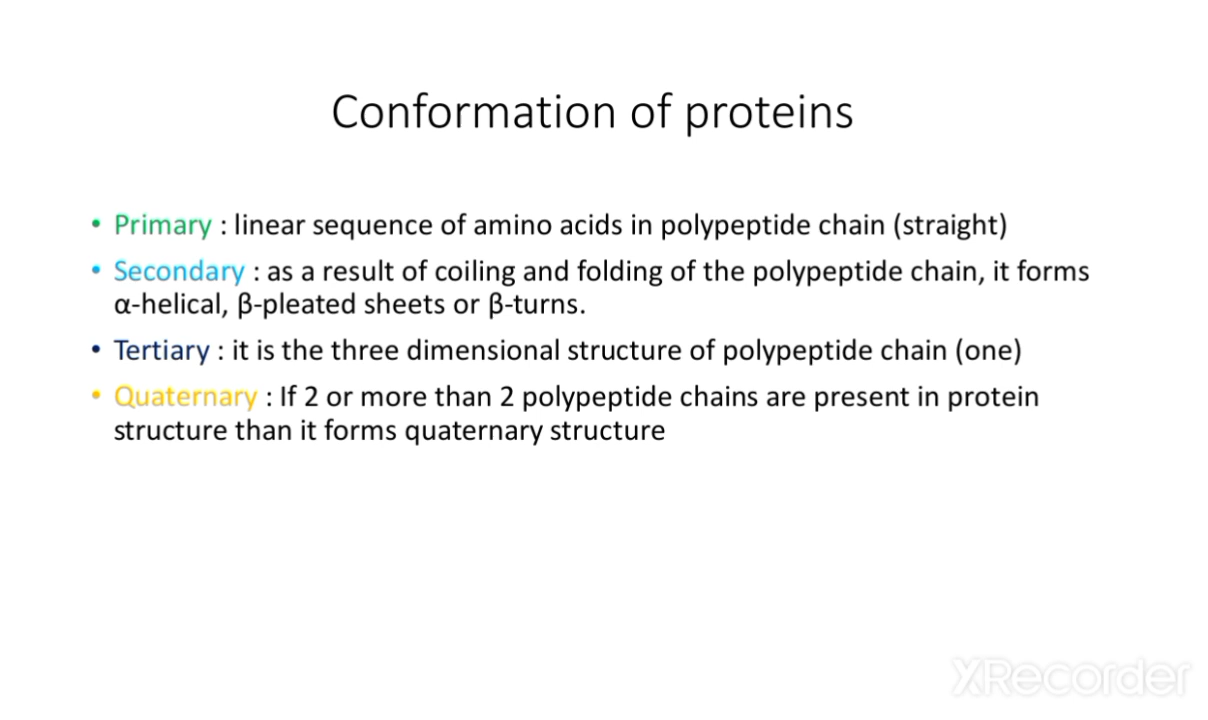 Conformation of proteins
• Primary : linear sequence of amino acids in polypeptide chain (straight)
• Secondary : as a result of coiling and folding of the polypeptide chain, it forms
α-helical, β-pleated sheets or β-turns.
• Tertiary : it is the three dimensional structure of polypeptide chain (one)
• Quaternary : If 2 or more than 2 polypeptide chains are present in protein
structure than it forms quaternary structure
XRecorder